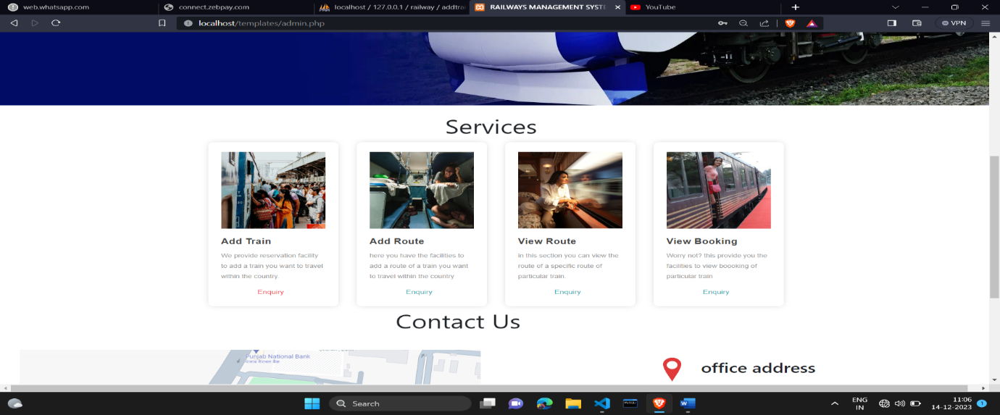 web.whatsapp.com
connect.zebpay.com
localhost / 127.0.0.1 / railway / addtrai
RAILWAYS MANAGEMENT SYSTE
YouTube
localhost/templates/admin.php
VPN
Services
Add Train
We provide reservation facility
to add a train you want to travel
within the country.
Enquiry
Add Route
here you have the facilities to
add a route of a train you want
to travel within the country
Enquiry
View Route
in this section you can view the
route of a specific route of
particular train.
Enquiry
View Booking
Worry not? this provide you the
facilities to view boooking of
particular train
Enquiry
Contact Us
Punjab National Bank
पंजाब नैशनल बैंक
office address
Search
ENG
IN
11:06
14-12-2023
1